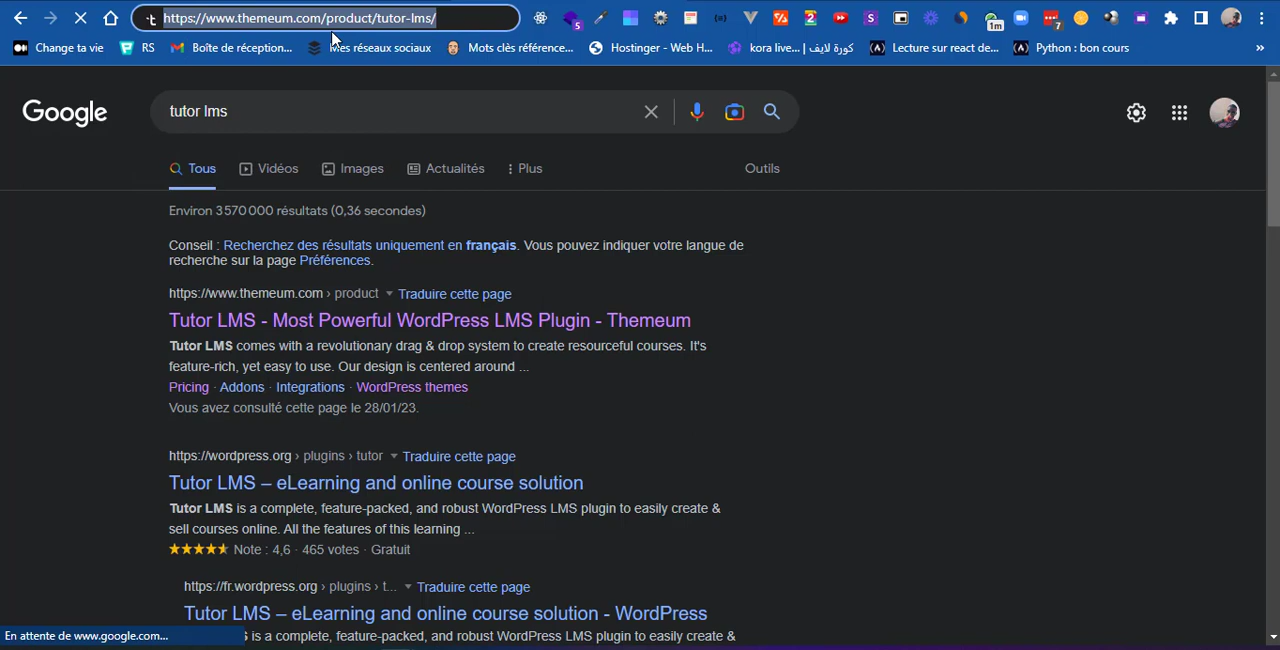 https://www.themeum.com/product/tutor-lms/
5
2
1m
7
Change ta vie
RS
Boîte de réception...
Mes réseaux sociaux
Mots clés référence...
Hostinger - Web H...
kora live... | كورة لايف
Lecture sur react de...
Python : bon cours
»
Google
tutor lms
Tous
Vidéos
Images
Actualités
Plus
Outils
Environ 3 570 000 résultats (0,36 secondes)
Conseil : Recherchez des résultats uniquement en français. Vous pouvez indiquer votre langue de
recherche sur la page Préférences.
https://www.themeum.com › product Traduire cette page
Tutor LMS - Most Powerful WordPress LMS Plugin - Themeum
Tutor LMS comes with a revolutionary drag & drop system to create resourceful courses. It's
feature-rich, yet easy to use. Our design is centered around ...
Pricing · Addons · Integrations · WordPress themes
Vous avez consulté cette page le 28/01/23.
https://wordpress.org › plugins › tutor Traduire cette page
Tutor LMS – eLearning and online course solution
Tutor LMS is a complete, feature-packed, and robust WordPress LMS plugin to easily create &
sell courses online. All the features of this learning ...
Note : 4,6 · 465 votes · Gratuit
https://fr.wordpress.org › plugins › t... Traduire cette page
Tutor LMS – eLearning and online course solution - WordPress
S is a complete, feature-packed, and robust WordPress LMS plugin to easily create &
En attente de www.google.com...